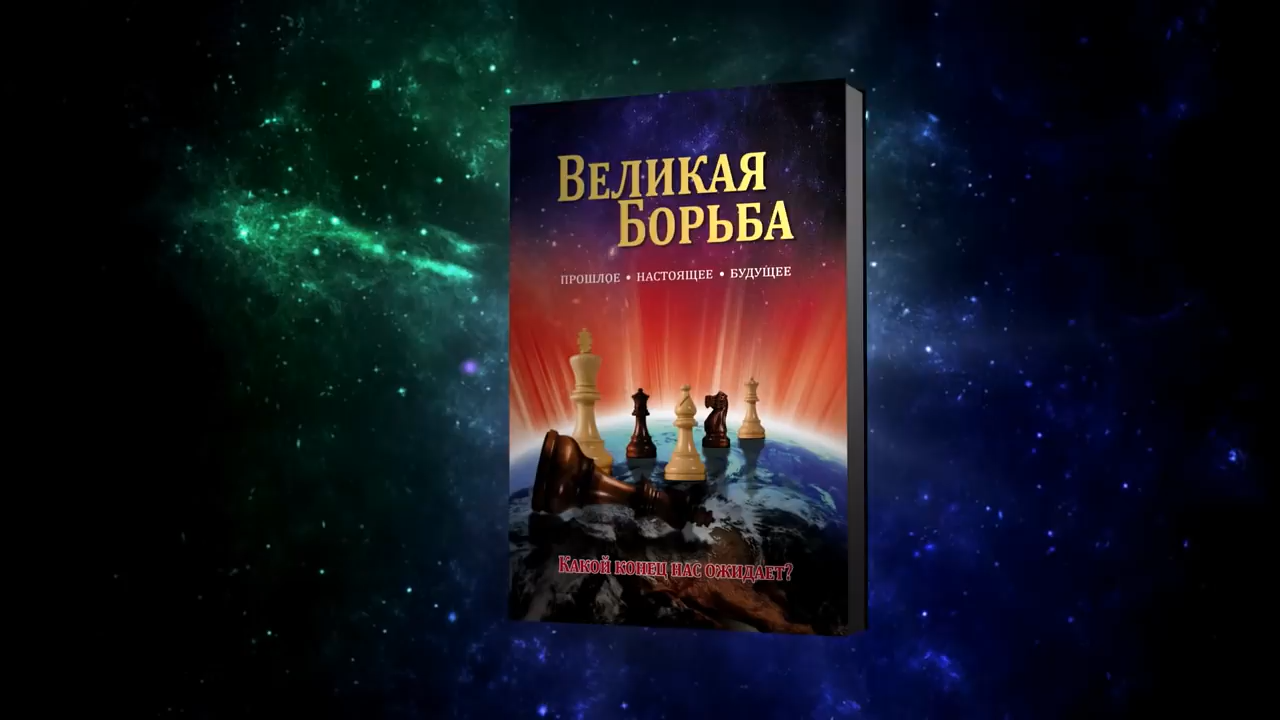 Великая
Борьба
прошлое • настоящее • будущее
Какой конец нас ожидает?